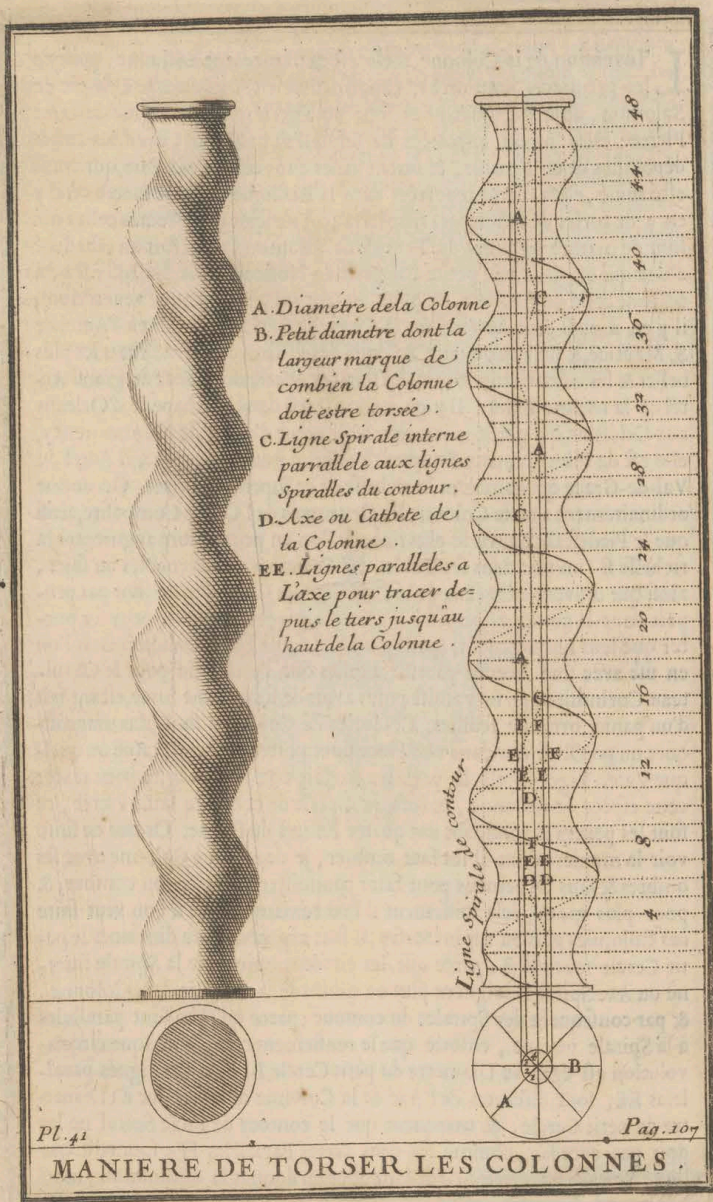 A. Diametre dela Colonne
B. Petit diametre dont la
largeur marque de
combien la Colonne
doit estre torsée.
C. Ligne Spirale interne
parrallele aux lignes
Spiralles du contour.
D. Axe ou Cathete de
la Colonne.
EE. Lignes paralleles a
L'axe pour tracer de=
puis le tiers jusqu'au
haut de la Colonne.
48
44
40
36
32
28
24
20
16
12
8
4
A
C
A
C
A
C
F F
E E
E E
D
F
E E
D D
Ligne Spirale de contour
B
A
Pl. 41
Pag. 107
MANIERE DE TORSER LES COLONNES.